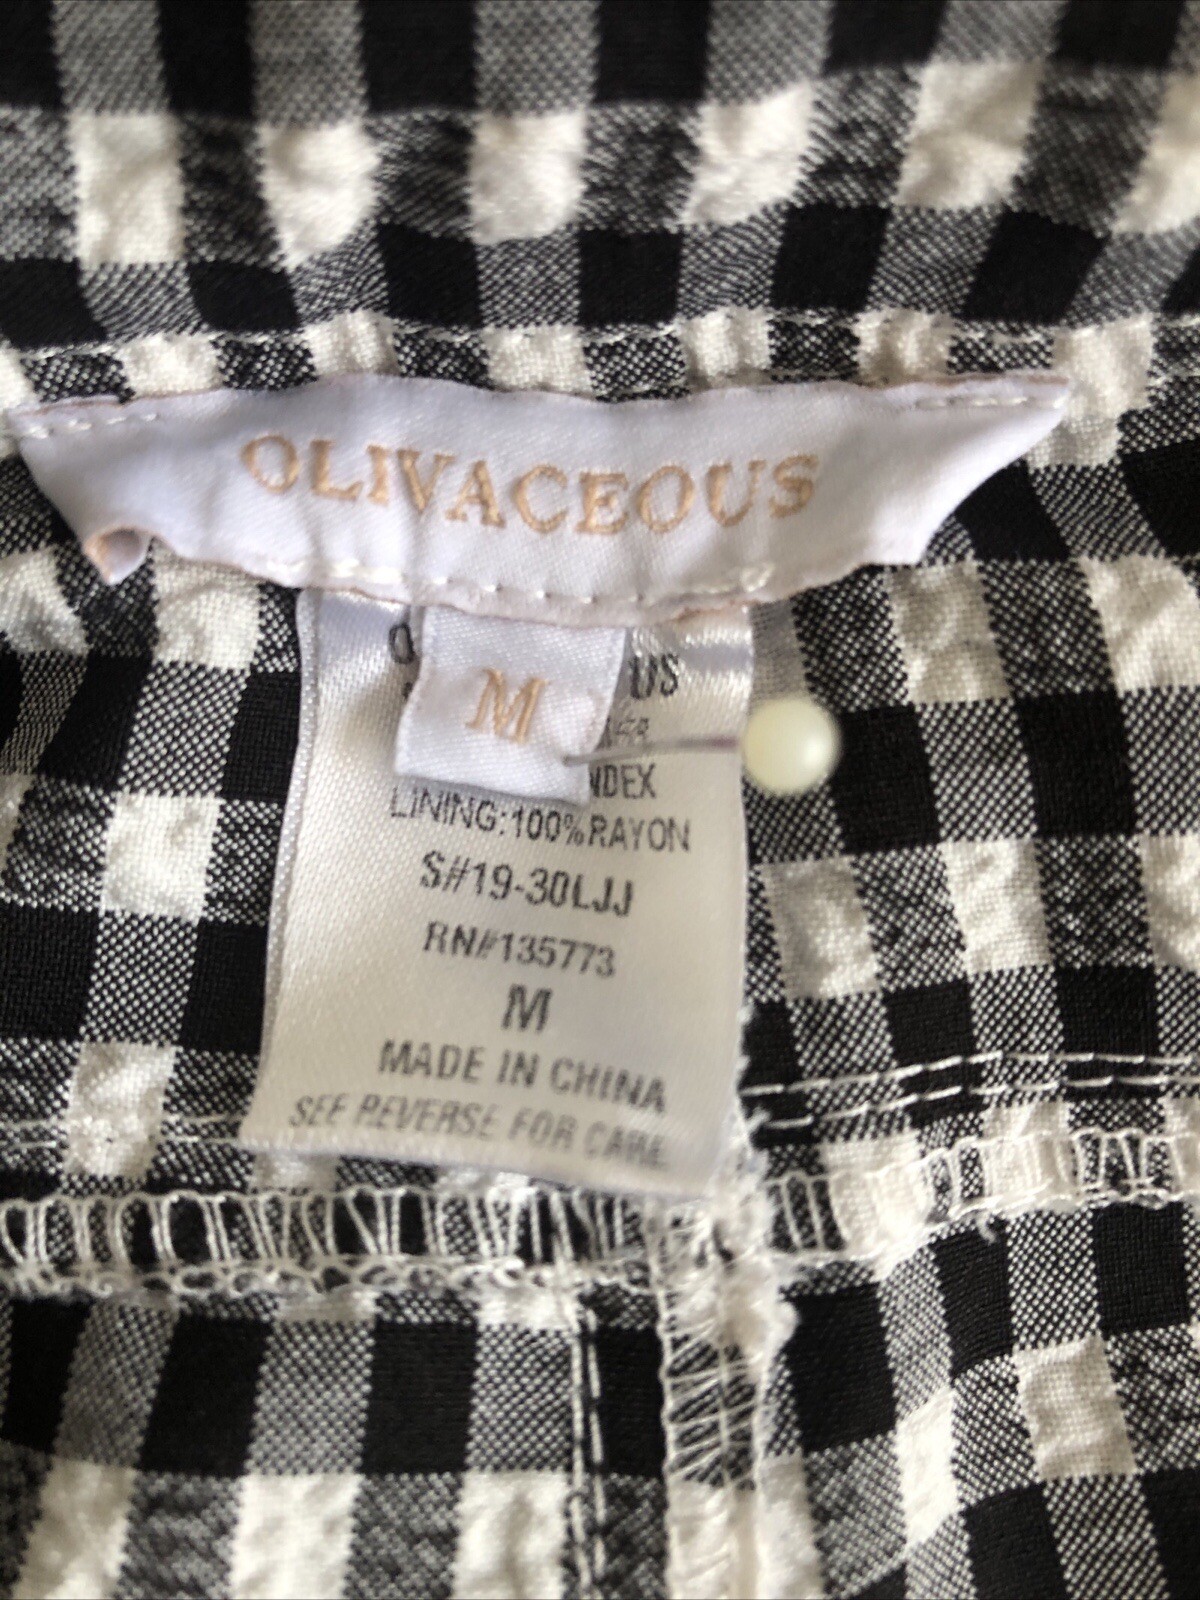 OLIVACEOUS
M
US
NDEX
LINING:100%RAYON
S#19-30LJJ
RN#135773
M
MADE IN CHINA
SEE REVERSE FOR CARE